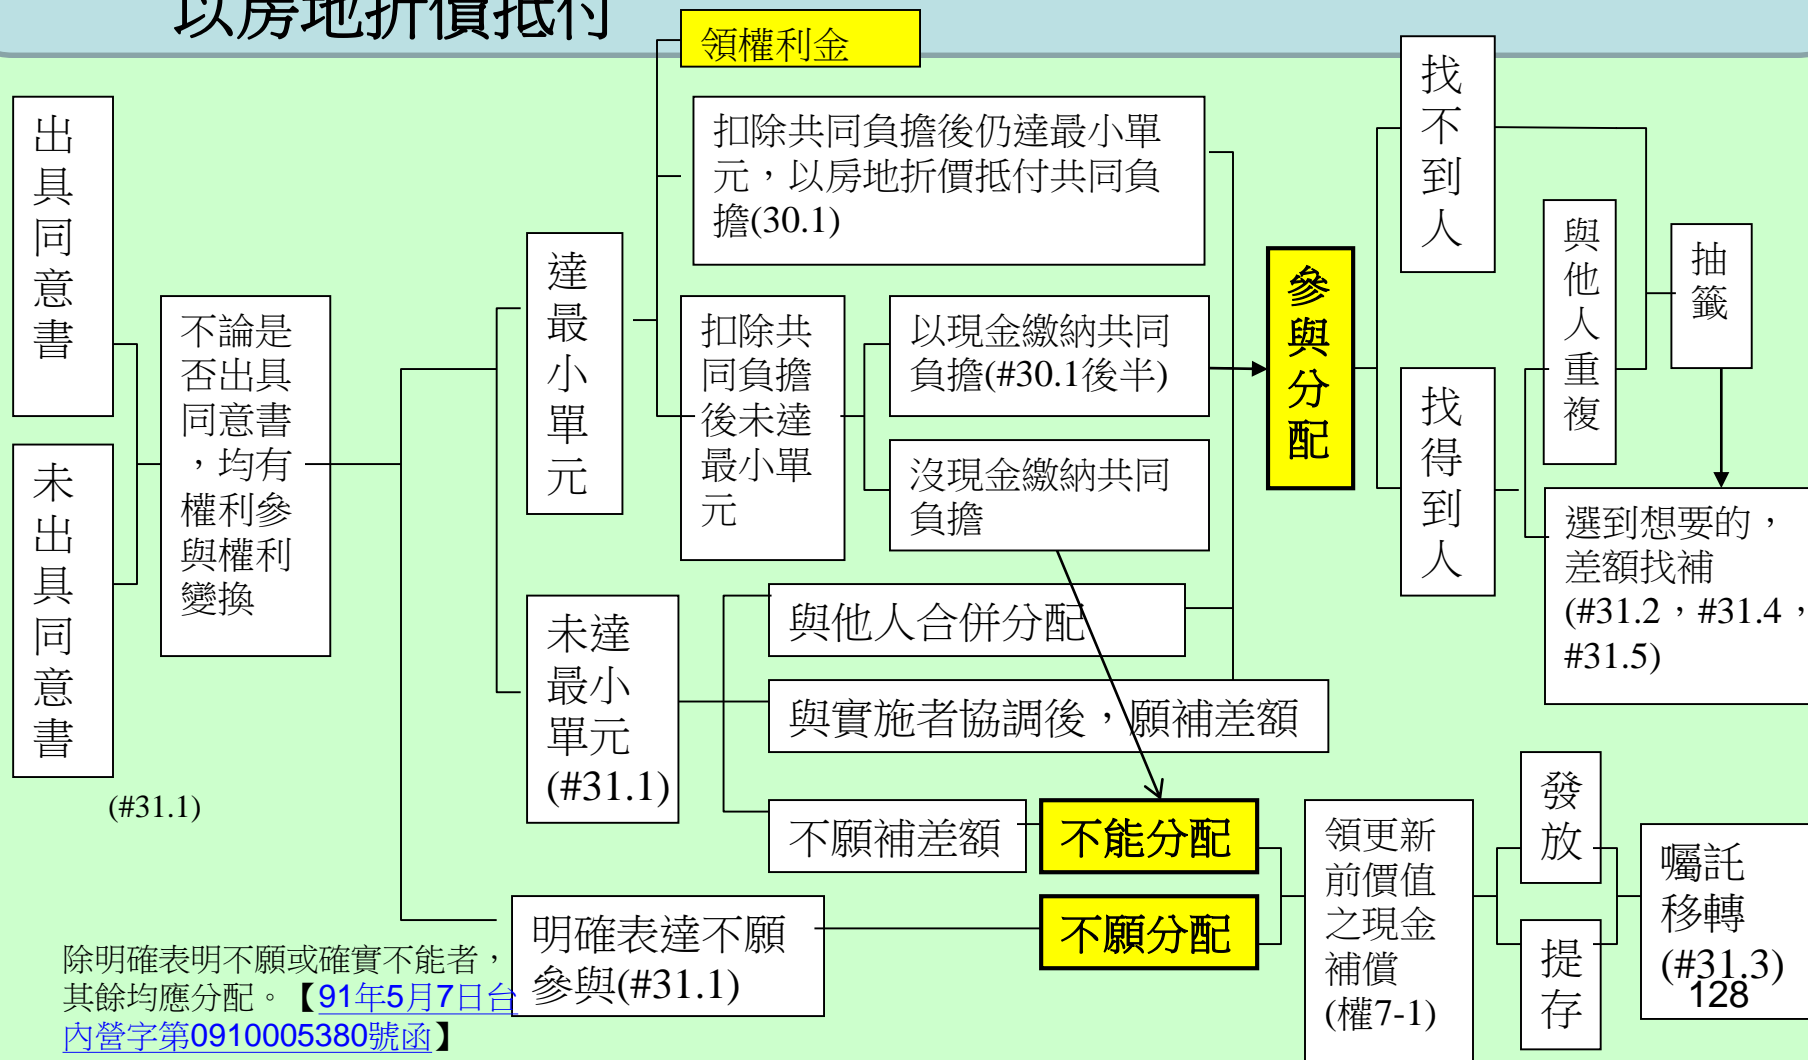 以房地折價抵付
領權利金
扣除共同負擔後仍達最小單
元，以房地折價抵付共同負
擔(30.1)
出具同意書
未出具同意書
(#31.1)
不論是
否出具
同意書
，均有
權利參
與權利
變換
達最小單元
扣除共
同負擔
後未達
最小單
元
以現金繳納共同
負擔(#30.1後半)
沒現金繳納共同
負擔
未達
最小
單元
(#31.1)
與他人合併分配
與實施者協調後，願補差額
不願補差額
明確表達不願
參與(#31.1)
參與分配
不能分配
不願分配
找不到人
找得到人
與他人重複
抽籤
選到想要的，
差額找補
(#31.2，#31.4，
#31.5)
領更新
前價值
之現金
補償
(權7-1)
發放
提存
囑託
移轉
(#31.3)
128
除明確表明不願或確實不能者，
其餘均應分配。【91年5月7日台
內營字第0910005380號函】